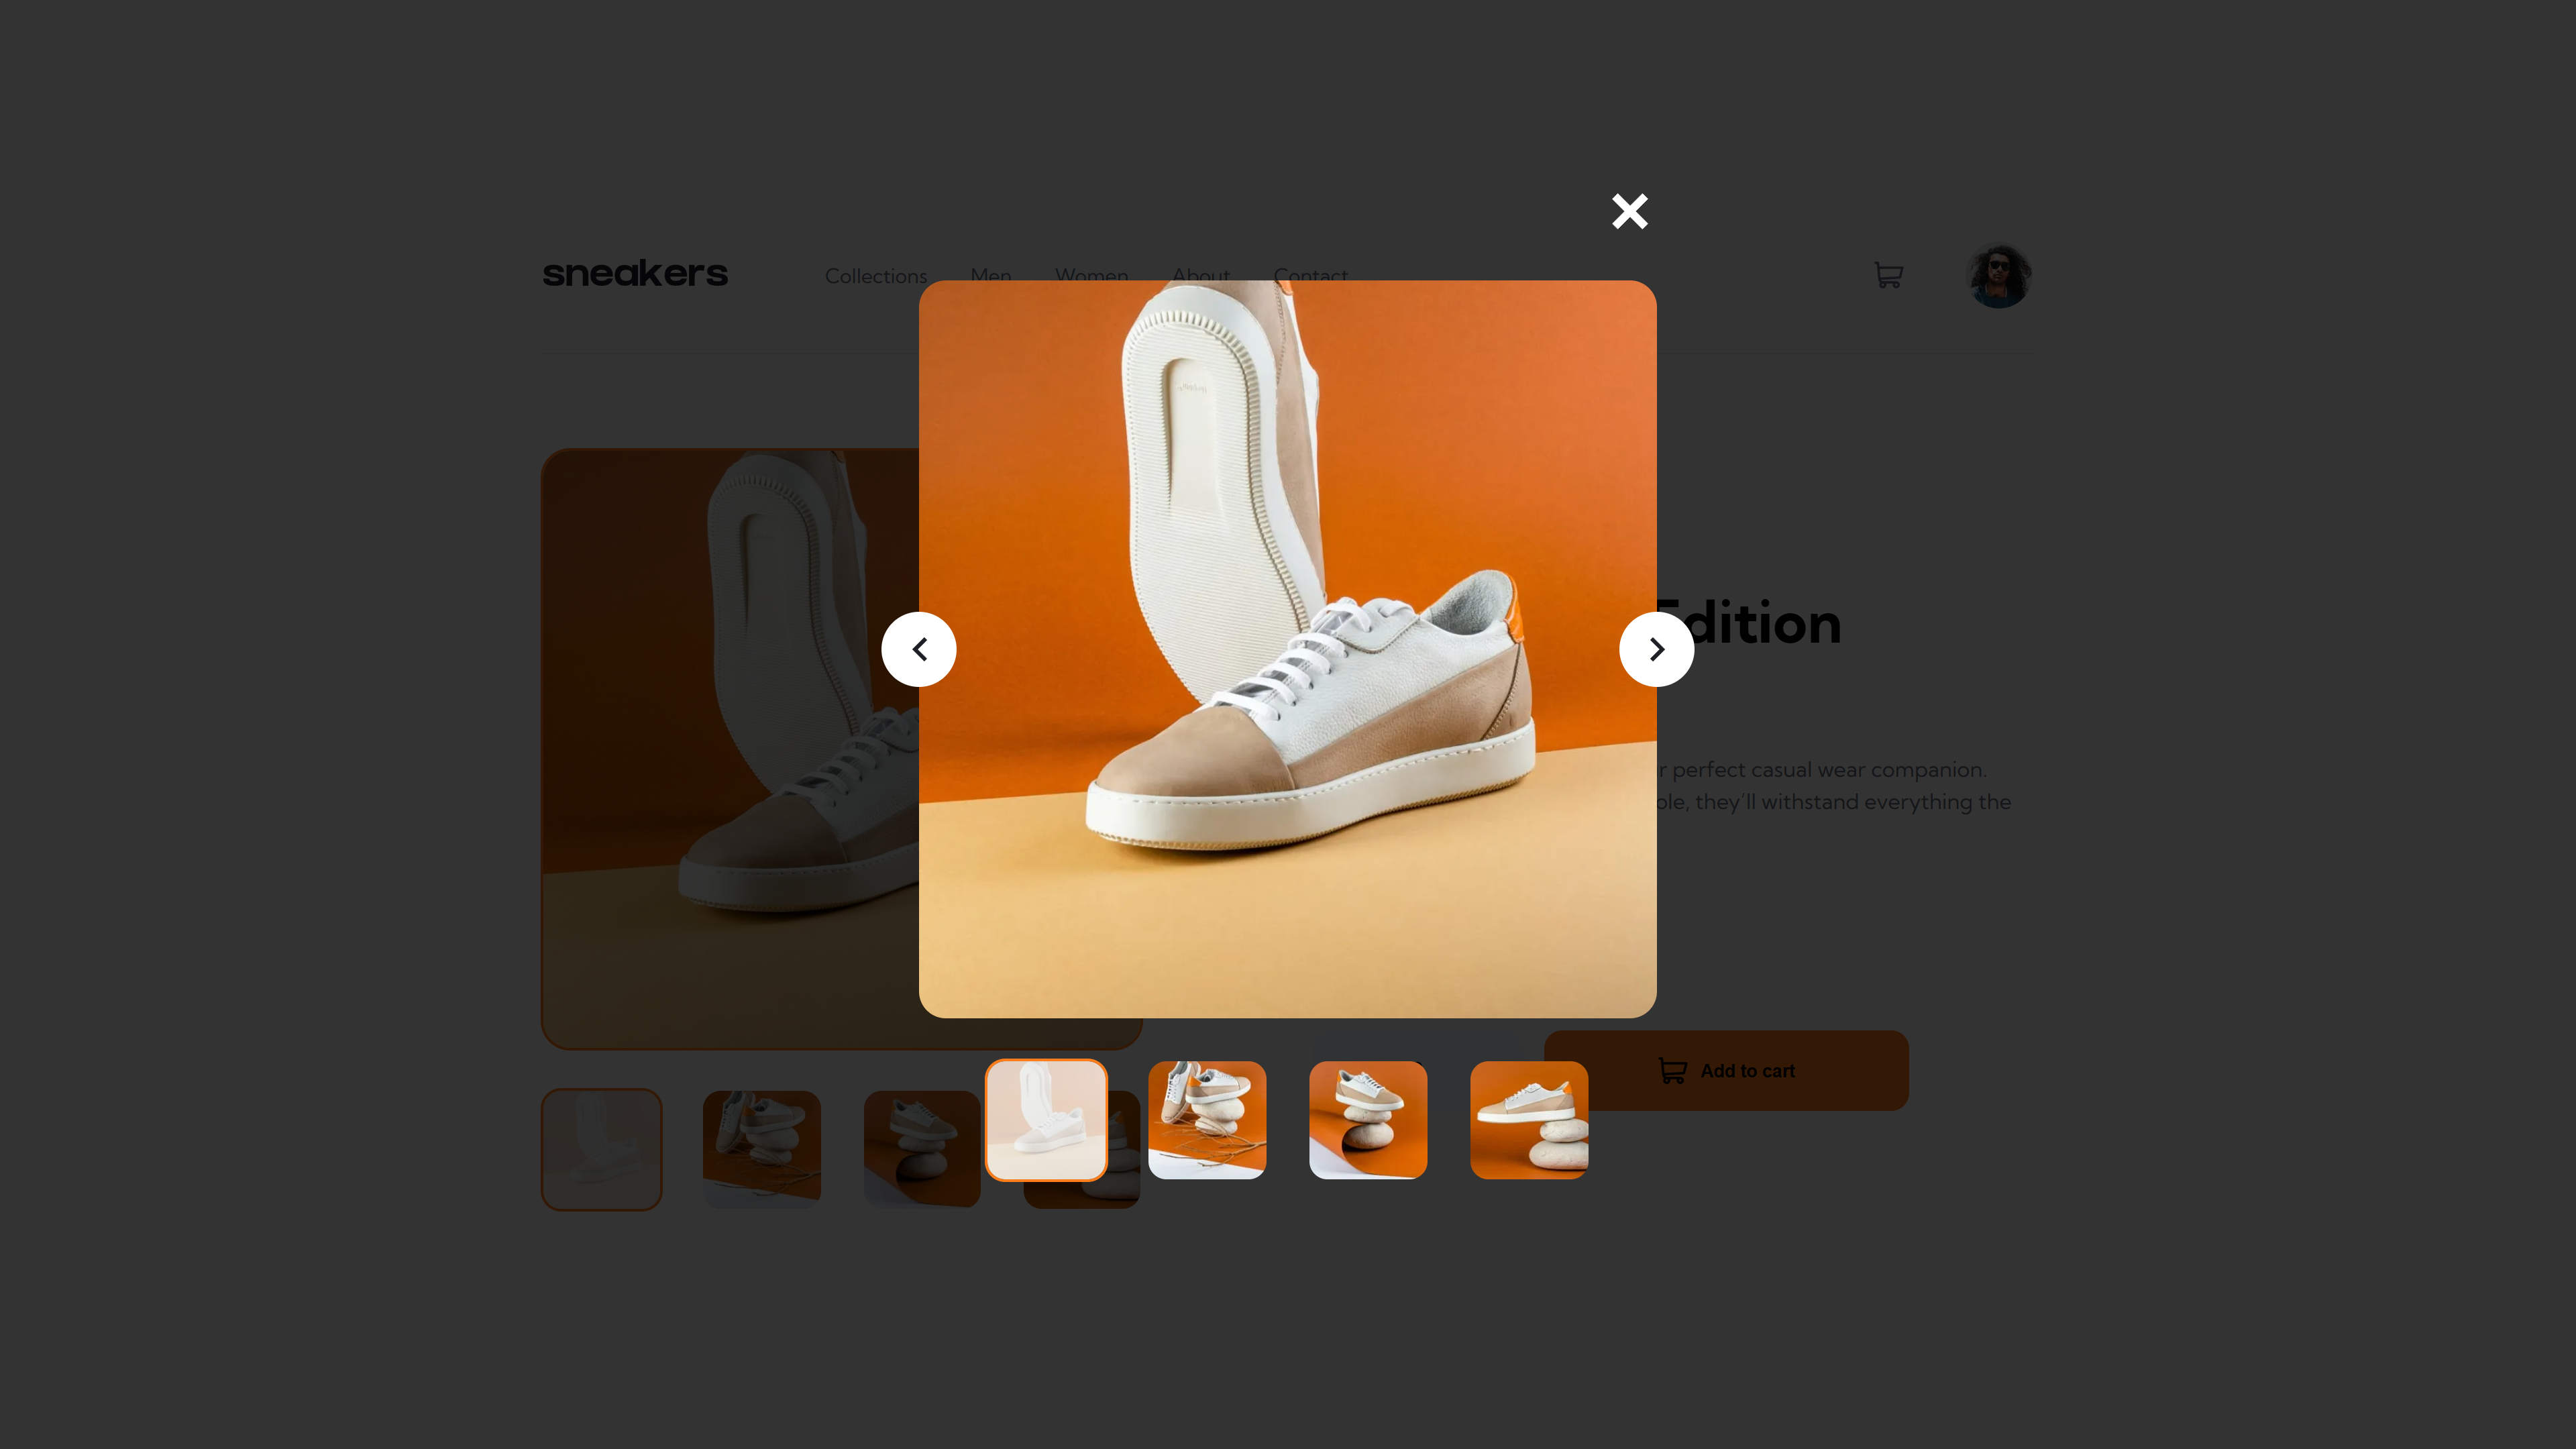 sneakers
Collections Men Women About Contact
Edition
perfect casual wear companion.
they'll withstand everything the
Add to cart